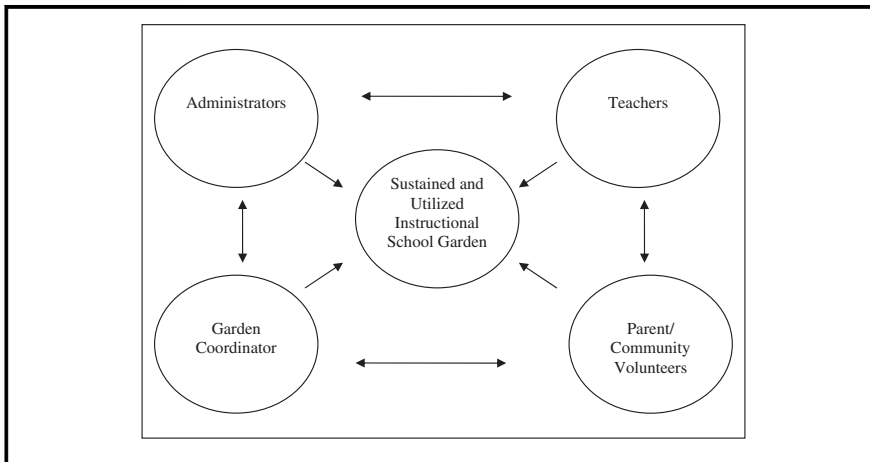 Administrators
Teachers
Sustained and
Utilized
Instructional
School Garden
Garden
Coordinator
Parent/
Community
Volunteers